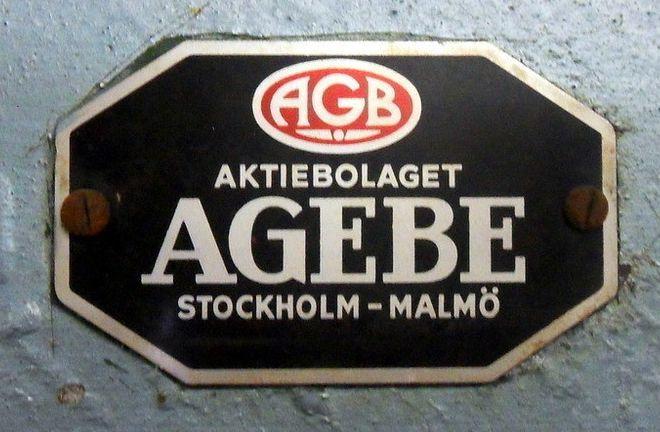 AGB
AKTIEBOLAGET
AGEBE
STOCKHOLM - MALMÖ